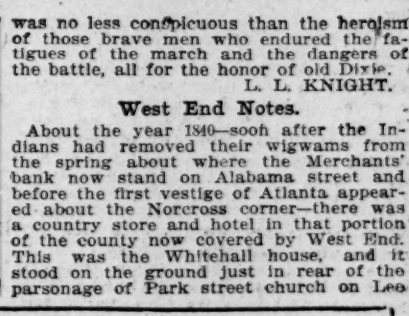 was no less conspicuous than the heroism
of those brave men who endured the fa-
tigues of the march and the dangers of
the battle, all for the honor of old Dixie.
L. L. KNIGHT.
West End Notes.
About the year 1840—sooh after the In-
dians had removed their wigwams from
the spring about where the Merchants'
bank now stand on Alabama street and
before the first vestige of Atlanta appear-
ed about the Norcross corner—there was
a country store and hotel in that portion
of the county now covered by West End.
This was the Whitehall house, and it
stood on the ground just in rear of the
parsonage of Park street church on Lee